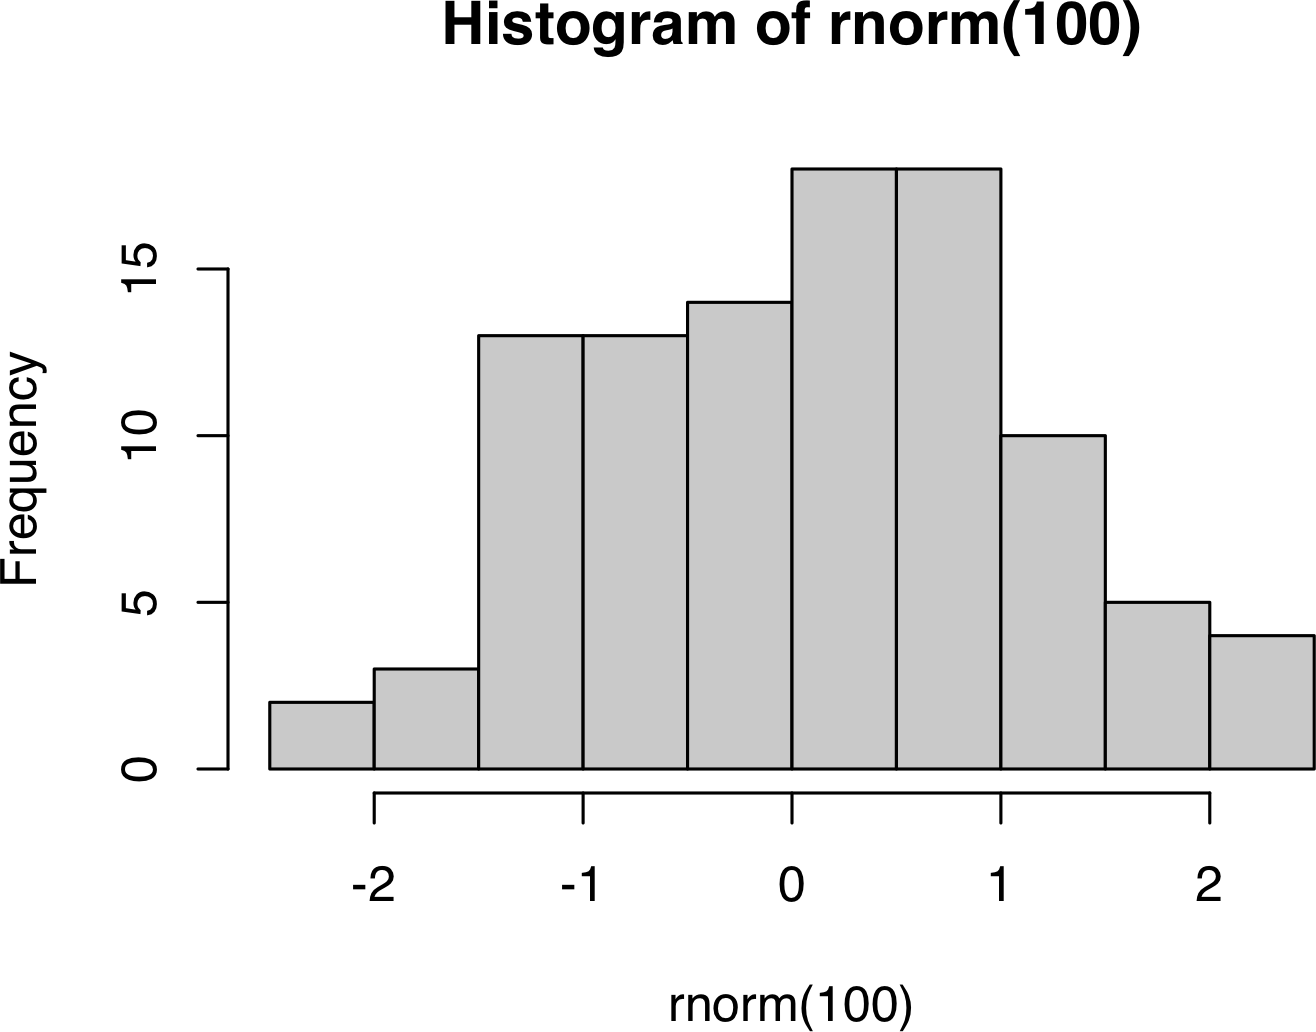 Histogram of rnorm(100)
Frequency
15
10
5
0
-2 -1 0 1 2
rnorm(100)